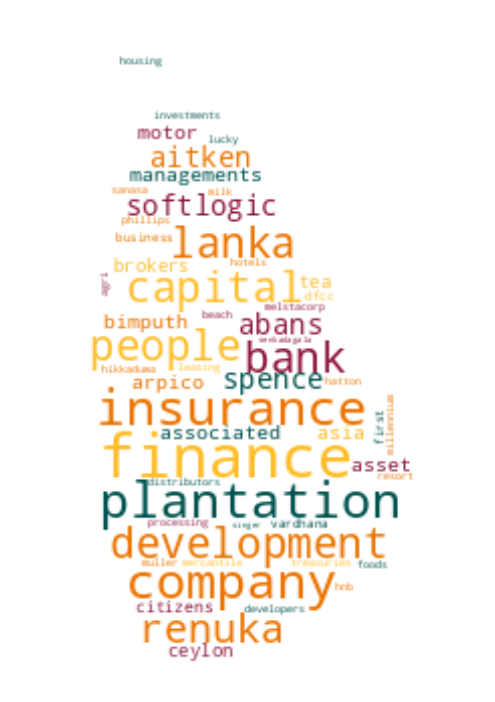 housing
investments
motor
lucky
aitken
managements
sanasa milk
softlogic
phillips
business lanka
brokers hotels
agri capital tea
dfcc
melstacorp
bimputh beach abans
people senkadagala
bank
hikkaduwa leasing
arpico spence hatton
insurance
first millennium
associated asia
finance
asset
resort
distributors
plantation
processing singer vardhana
development
muller mercantile treasuries foods
company hnb
citizens developers
renuka
ceylon